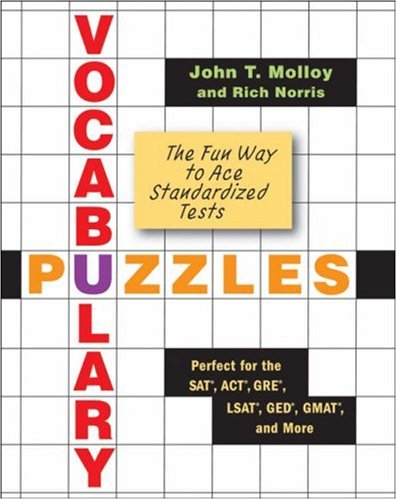 VOCABULARY
PUZZLES
John T. Molloy
and Rich Norris
The Fun Way
to Ace
Standardized
Tests
Perfect for the
SAT®, ACT®, GRE®,
LSAT®, GED®, GMAT®,
and More